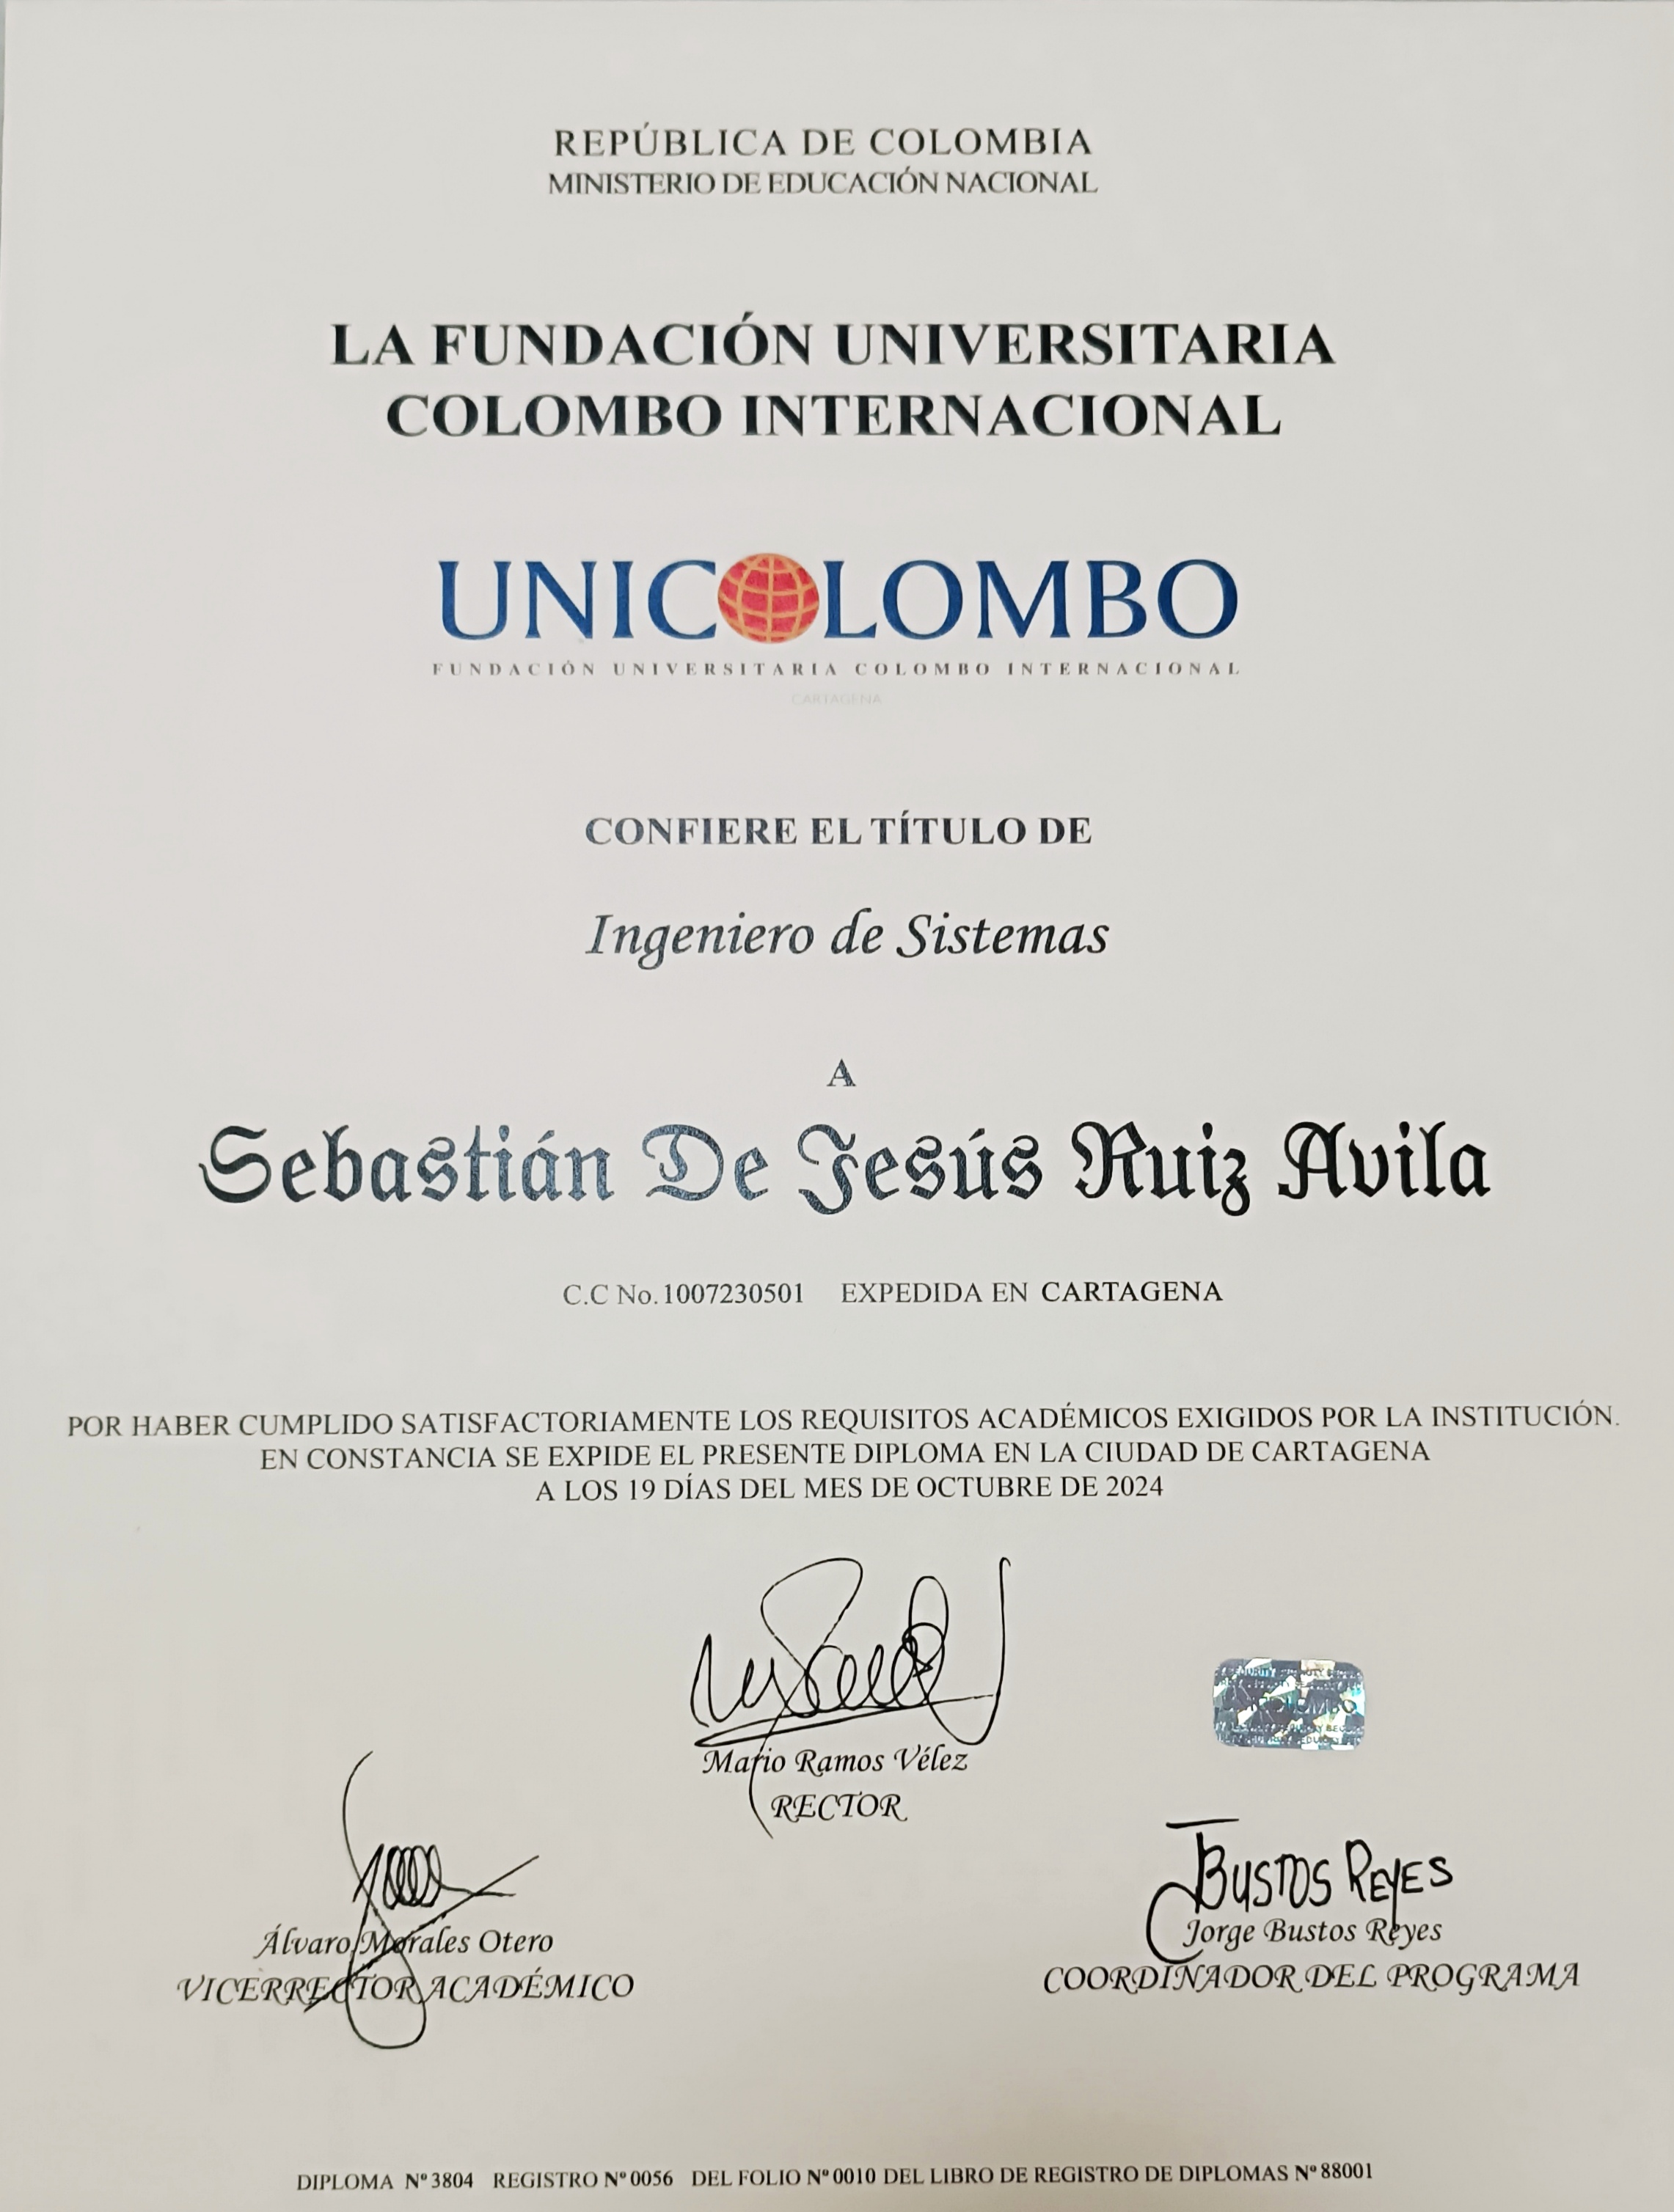 REPÚBLICA DE COLOMBIA
MINISTERIO DE EDUCACIÓN NACIONAL
LA FUNDACIÓN UNIVERSITARIA
COLOMBO INTERNACIONAL
UNICOLOMBO
FUNDACIÓN UNIVERSITARIA COLOMBO INTERNACIONAL
CARTAGENA
CONFIERE EL TÍTULO DE
Ingeniero de Sistemas
A
Sebastián De Jesús Ruiz Avila
C.C No. 1007230501 EXPEDIDA EN CARTAGENA
POR HABER CUMPLIDO SATISFACTORIAMENTE LOS REQUISITOS ACADÉMICOS EXIGIDOS POR LA INSTITUCIÓN.
EN CONSTANCIA SE EXPIDE EL PRESENTE DIPLOMA EN LA CIUDAD DE CARTAGENA
A LOS 19 DÍAS DEL MES DE OCTUBRE DE 2024
Mario Ramos Vélez
RECTOR
UNICOLOMBO
Álvaro Morales Otero
VICERRECTOR ACADÉMICO
JBUSTOS REYES
Jorge Bustos Reyes
COORDINADOR DEL PROGRAMA
DIPLOMA Nº 3804 REGISTRO Nº 0056 DEL FOLIO Nº 0010 DEL LIBRO DE REGISTRO DE DIPLOMAS Nº 88001